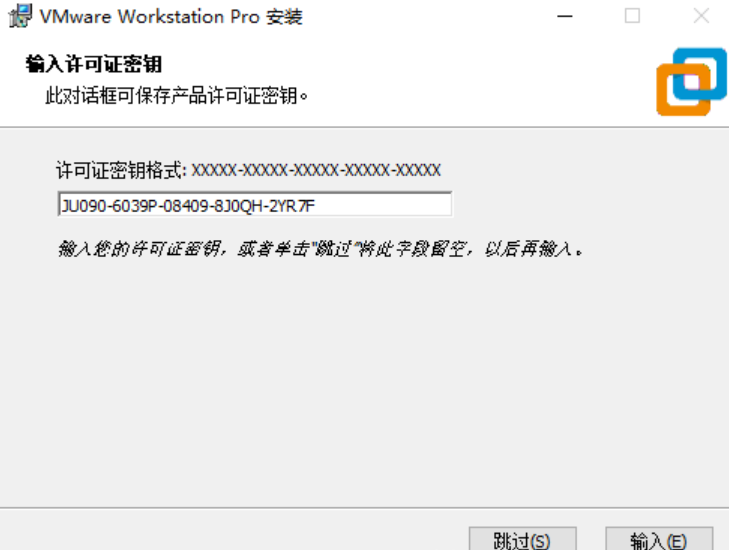 VMware Workstation Pro 安装
输入许可证密钥
此对话框可保存产品许可证密钥。
许可证密钥格式: XXXXX-XXXXX-XXXXX-XXXXX-XXXXX
JU090-6039P-08409-8J0QH-2YR7F
输入您的许可证密钥，或者单击"跳过"将此字段留空，以后再输入。
跳过(S) 输入(E)